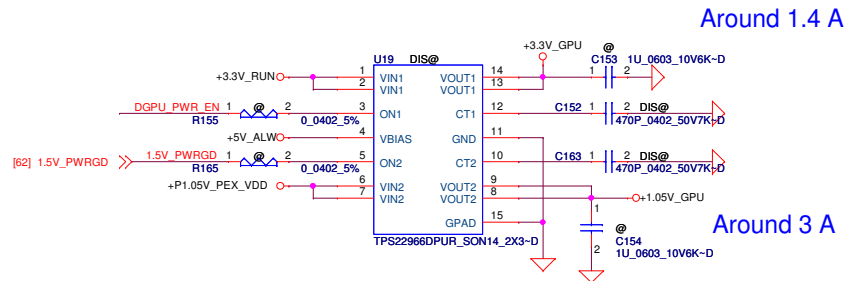 Around 1.4 A
+3.3V_GPU
@
U19 DIS@
C153 1U_0603_10V6K~D
+3.3V_RUN
1 VIN1 VOUT1 14 1 2
2 VIN1 VOUT1 13
DGPU_PWR_EN 1 @ 2 3 ON1 CT1 12 C152 1 2 DIS@
R155 0_0402_5% 470P_0402_50V7K~D
+5V_ALW 4 VBIAS GND 11
[62] 1.5V_PWRGD 1.5V_PWRGD 1 @ 2 5 ON2 CT2 10 C163 1 2 DIS@
R165 0_0402_5% 470P_0402_50V7K~D
+P1.05V_PEX_VDD 6 VIN2 VOUT2 9
7 VIN2 VOUT2 8 +1.05V_GPU
1
GPAD 15 @ Around 3 A
TPS22966DPUR_SON14_2X3~D C154
2 1U_0603_10V6K~D